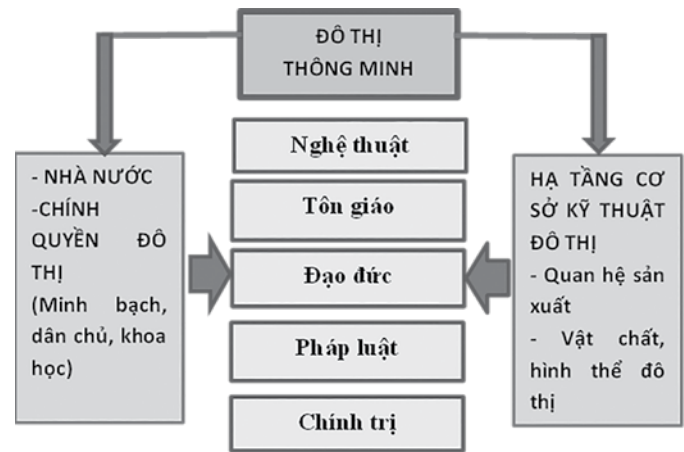 ĐÔ THỊ
THÔNG MINH
- NHÀ NƯỚC
-CHÍNH
QUYỀN ĐÔ
THỊ
(Minh bạch,
dân chủ, khoa
học)
Nghệ thuật
Tôn giáo
Đạo đức
Pháp luật
Chính trị
HẠ TẦNG CƠ
SỞ KỸ THUẬT
ĐÔ THỊ
- Quan hệ sản
xuất
- Vật chất,
hình thể đô
thị